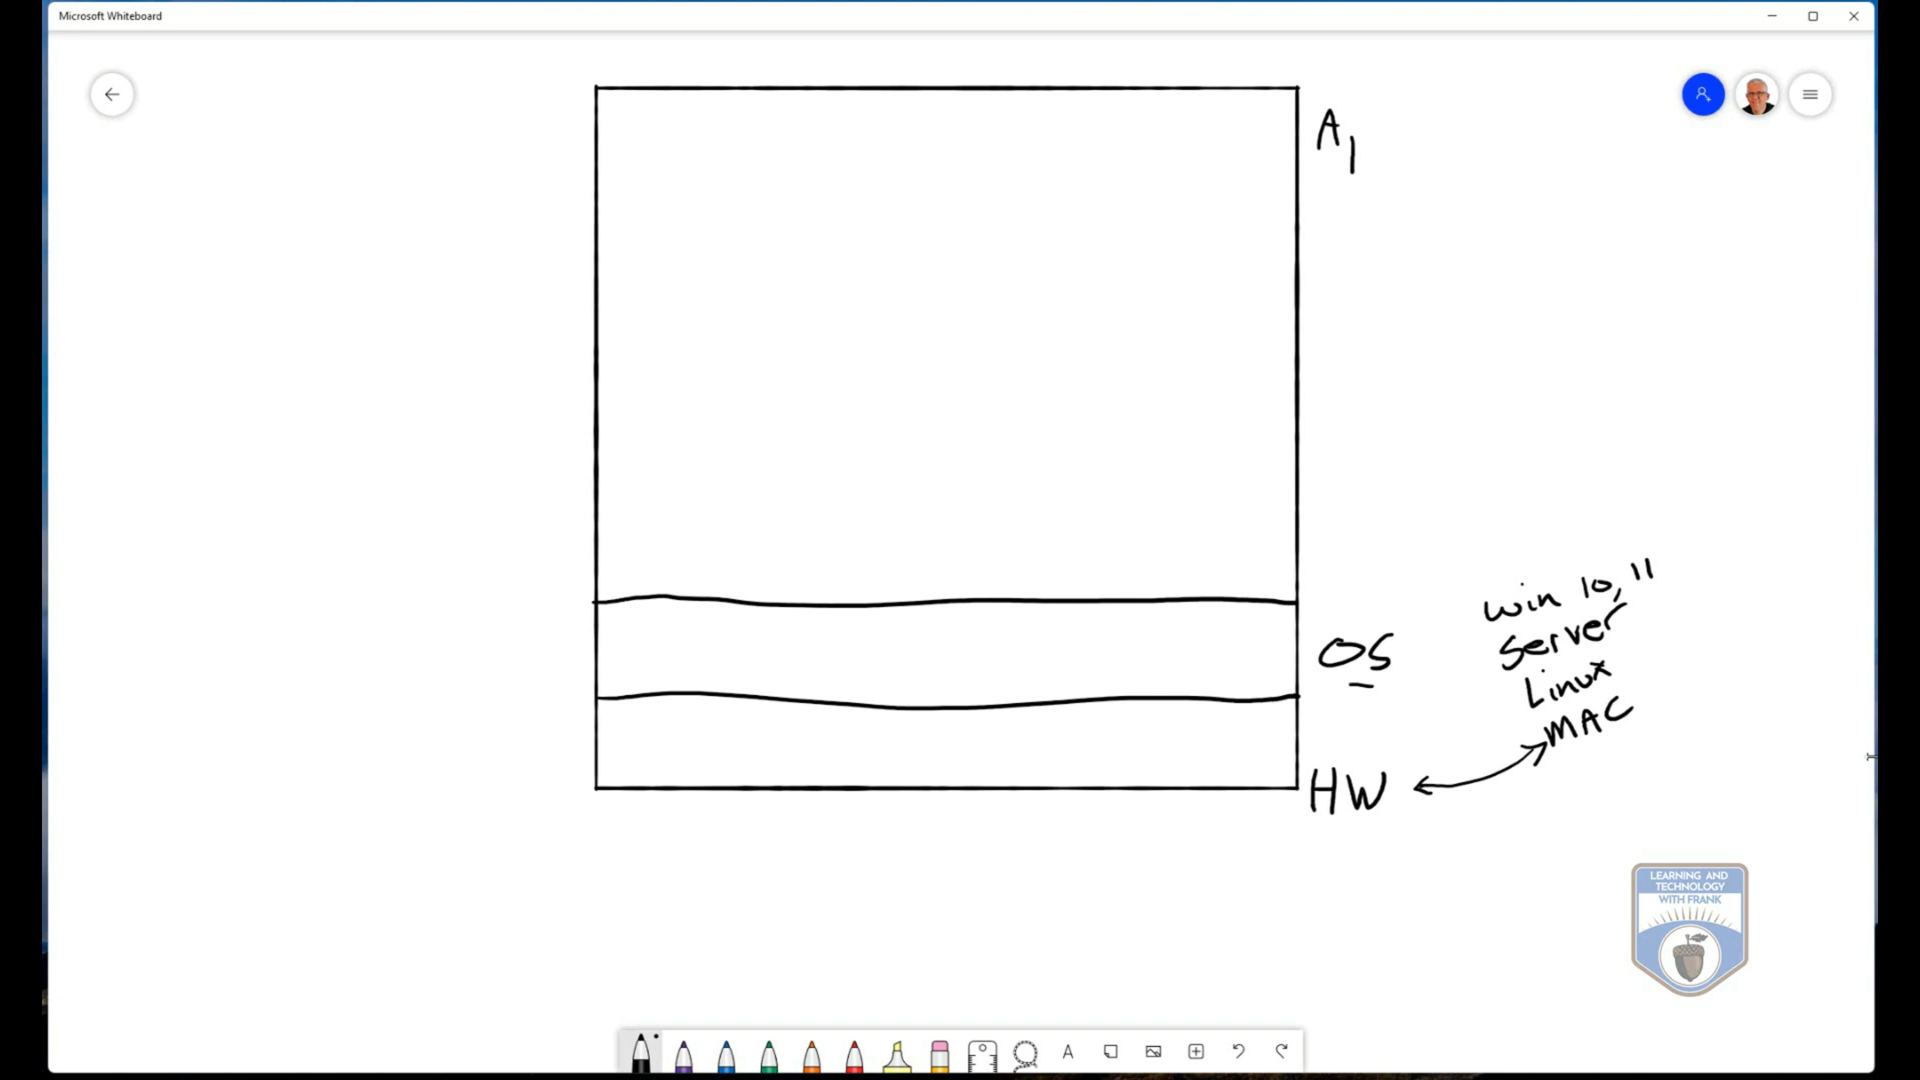 Microsoft Whiteboard
A1
Win 10, 11
Server
Linux
MAC
OS
HW
LEARNING AND
TECHNOLOGY
WITH FRANK
A